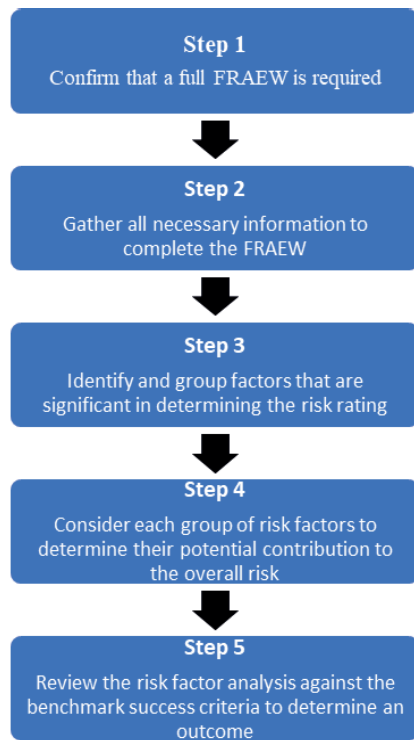 Step 1
Confirm that a full FRAEW is required
Step 2
Gather all necessary information to
complete the FRAEW
Step 3
Identify and group factors that are
significant in determining the risk rating
Step 4
Consider each group of risk factors to
determine their potential contribution to
the overall risk
Step 5
Review the risk factor analysis against the
benchmark success criteria to determine an
outcome